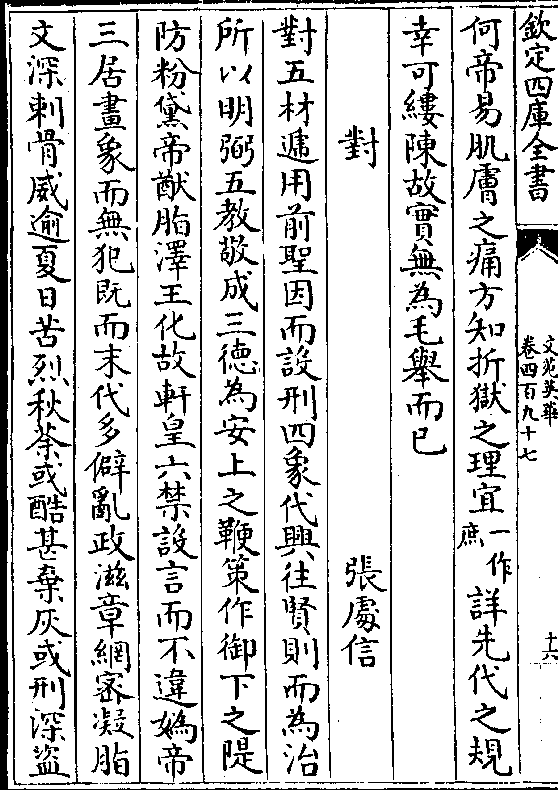 欽定四庫全書
文苑英華
卷四百九十七
十六
何帝易肌膚之痛方知折獄之理宜一作庶詳先代之規
幸可縷陳故實無為毛舉而已
對
張處信
對五材遞用前聖因而設刑四象代興往賢則而為治
所以明弼五教敬成三德為安上之鞭策作御下之隄
防粉黛帝猷脂澤王化故軒皇六禁設言而不違媯帝
三居畫象而無犯既而末代多僻亂政滋章網密凝脂
文深刺骨威逾夏日苦烈秋荼或酷甚棄灰或刑深盜